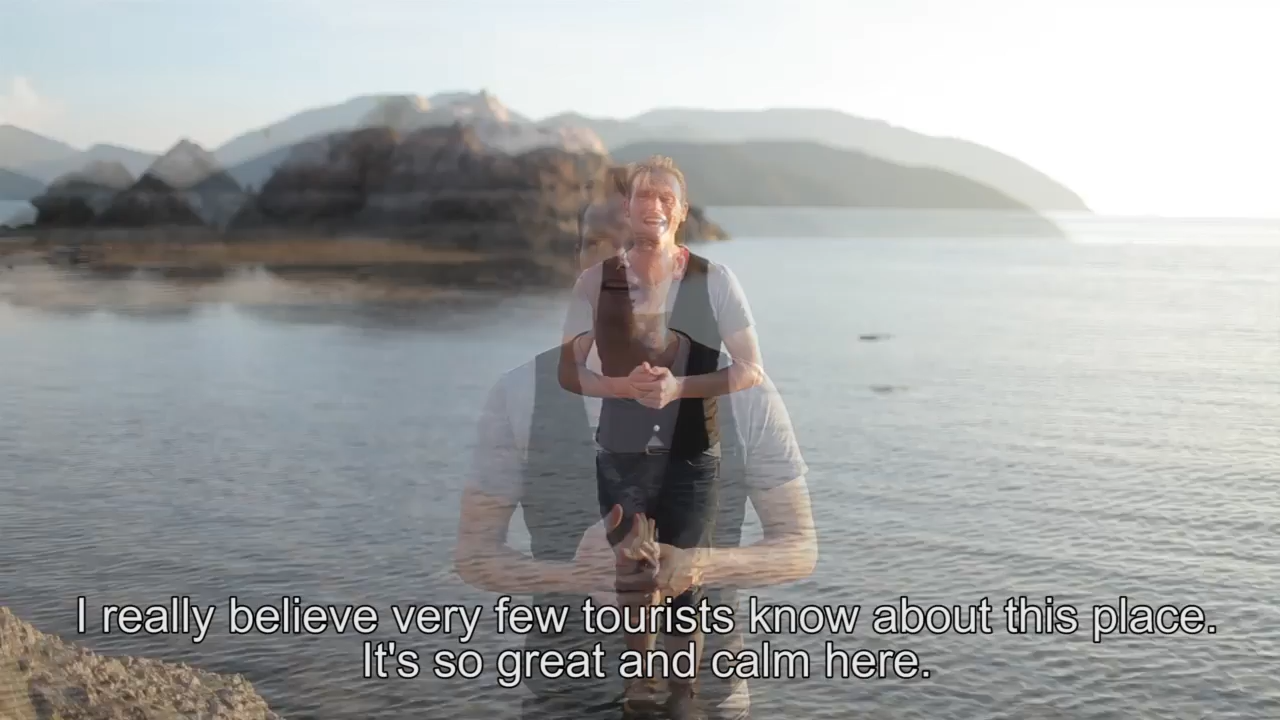 I really believe very few tourists know about this place.
It's so great and calm here.